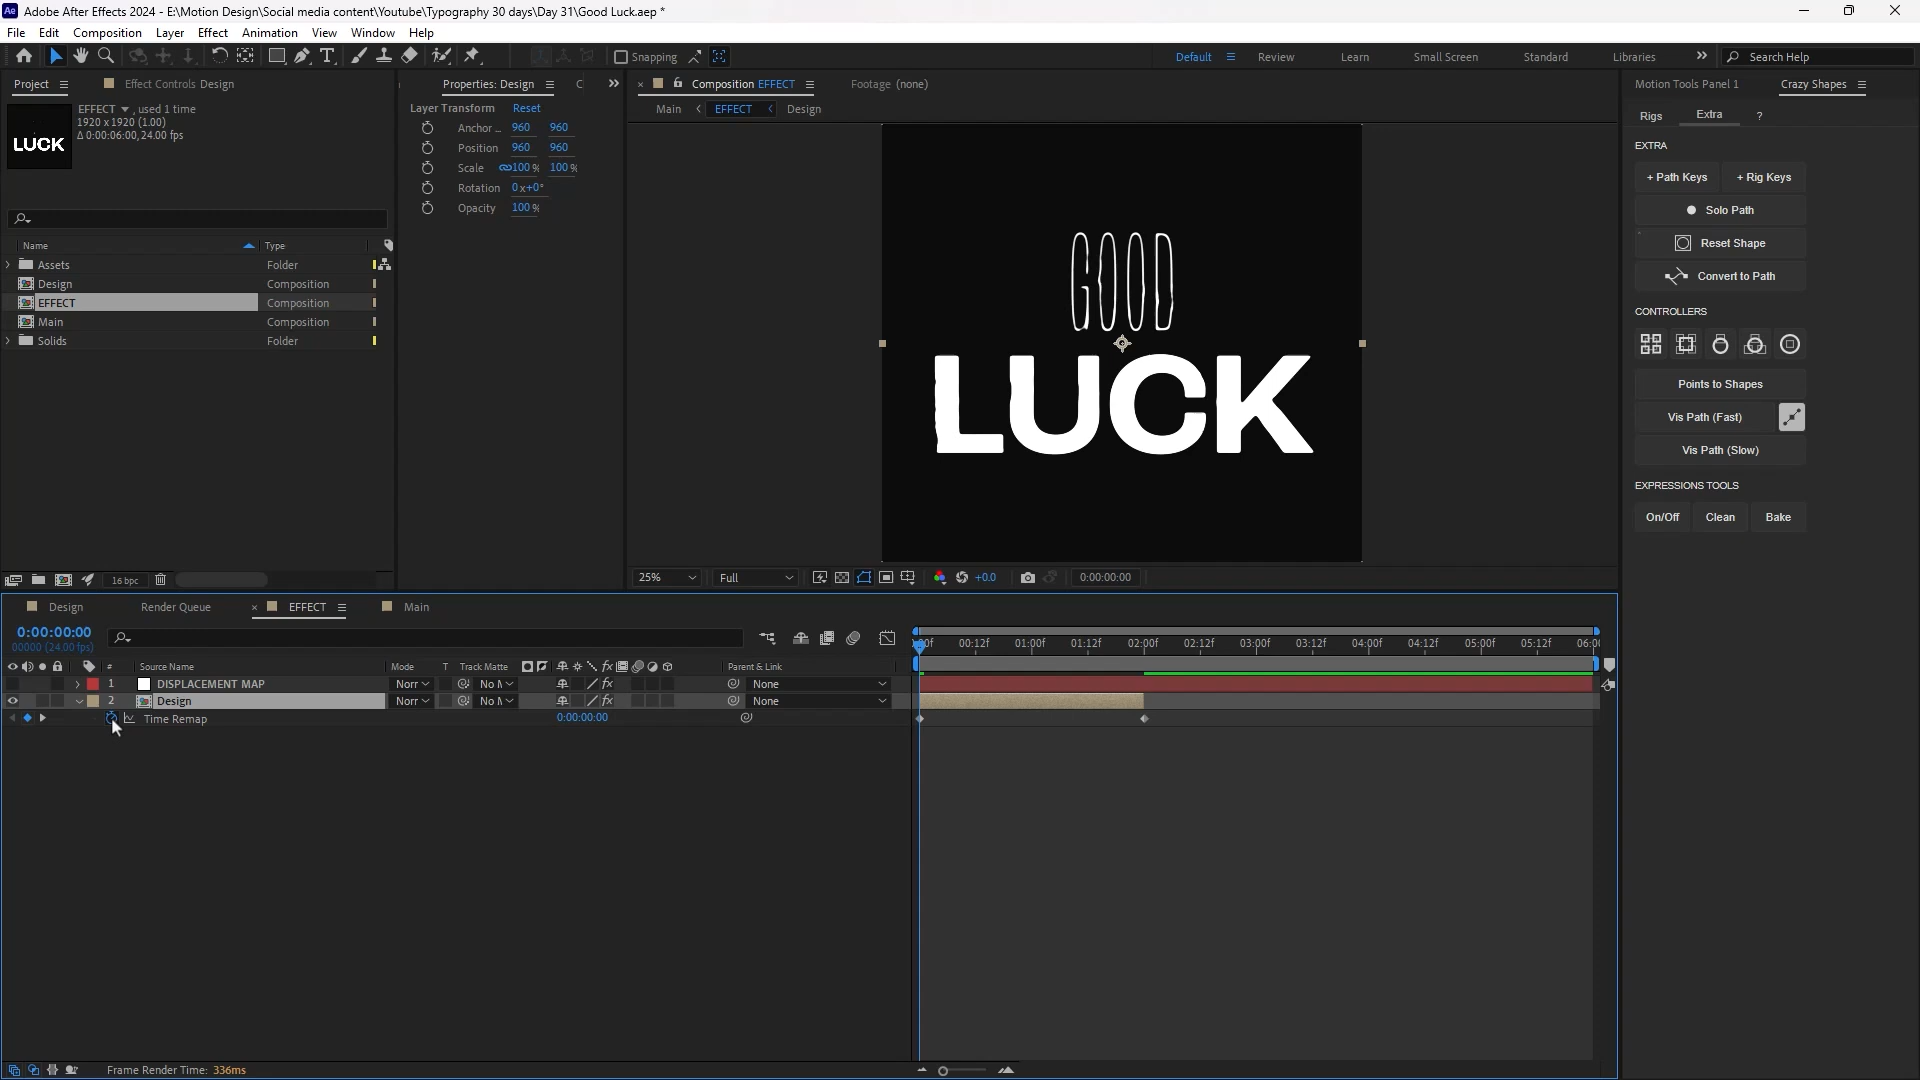 Adobe After Effects 2024 - E:\Motion Design\Social media content\Youtube\Typography 30 days\Day 31\Good Luck.aep *
File Edit Composition Layer Effect Animation View Window Help
Snapping
Default Review Learn Small Screen Standard Libraries Search Help
Project Effect Controls Design
Properties: Design
Composition EFFECT Footage (none)
Motion Tools Panel 1 Crazy Shapes
EFFECT , used 1 time
1920 x 1920 (1.00)
Δ 0:00:06:00, 24.00 fps
LUCK
Layer Transform Reset
Anchor ... 960 960
Position 960 960
Scale 100 % 100 %
Rotation 0x+0°
Opacity 100 %
Main EFFECT Design
Rigs Extra ?
EXTRA
+ Path Keys + Rig Keys
Solo Path
Reset Shape
Convert to Path
CONTROLLERS
Points to Shapes
Vis Path (Fast)
Vis Path (Slow)
EXPRESSIONS TOOLS
On/Off Clean Bake
Name Type
Assets Folder
Design Composition
EFFECT Composition
Main Composition
Solids Folder
GOOD
LUCK
16 bpc
25% Full +0.0 0:00:00:00
Design Render Queue EFFECT Main
0:00:00:00
00000 (24.00 fps)
00:12f 01:00f 01:12f 02:00f 02:12f 03:00f 03:12f 04:00f 04:12f 05:00f 05:12f
# Source Name Mode T Track Matte fx Parent & Link
1 DISPLACEMENT MAP Norr fx None
2 Design Norr fx None
Time Remap 0:00:00:00
Frame Render Time: 336ms